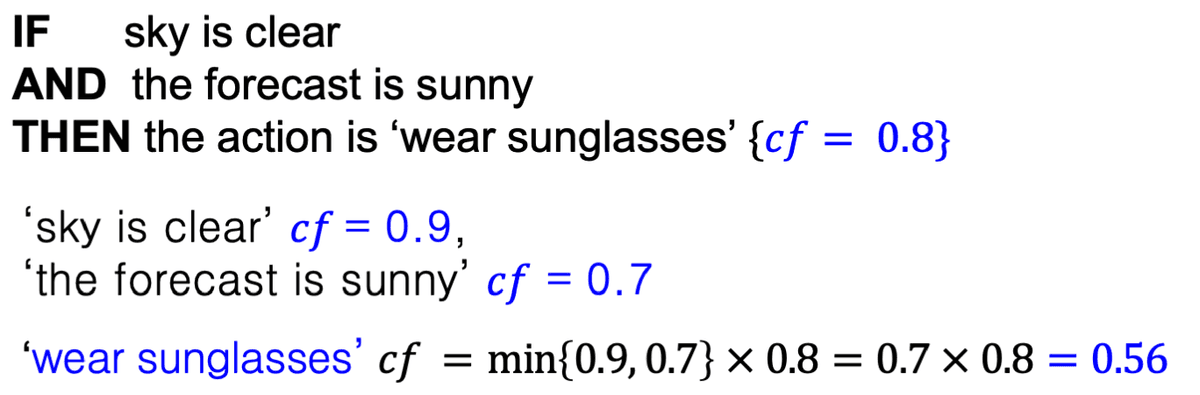 IF sky is clear
AND the forecast is sunny
THEN the action is ‘wear sunglasses’ {cf = 0.8}
‘sky is clear’ cf = 0.9,
‘the forecast is sunny’ cf = 0.7
‘wear sunglasses’ cf = min{0.9, 0.7} × 0.8 = 0.7 × 0.8 = 0.56